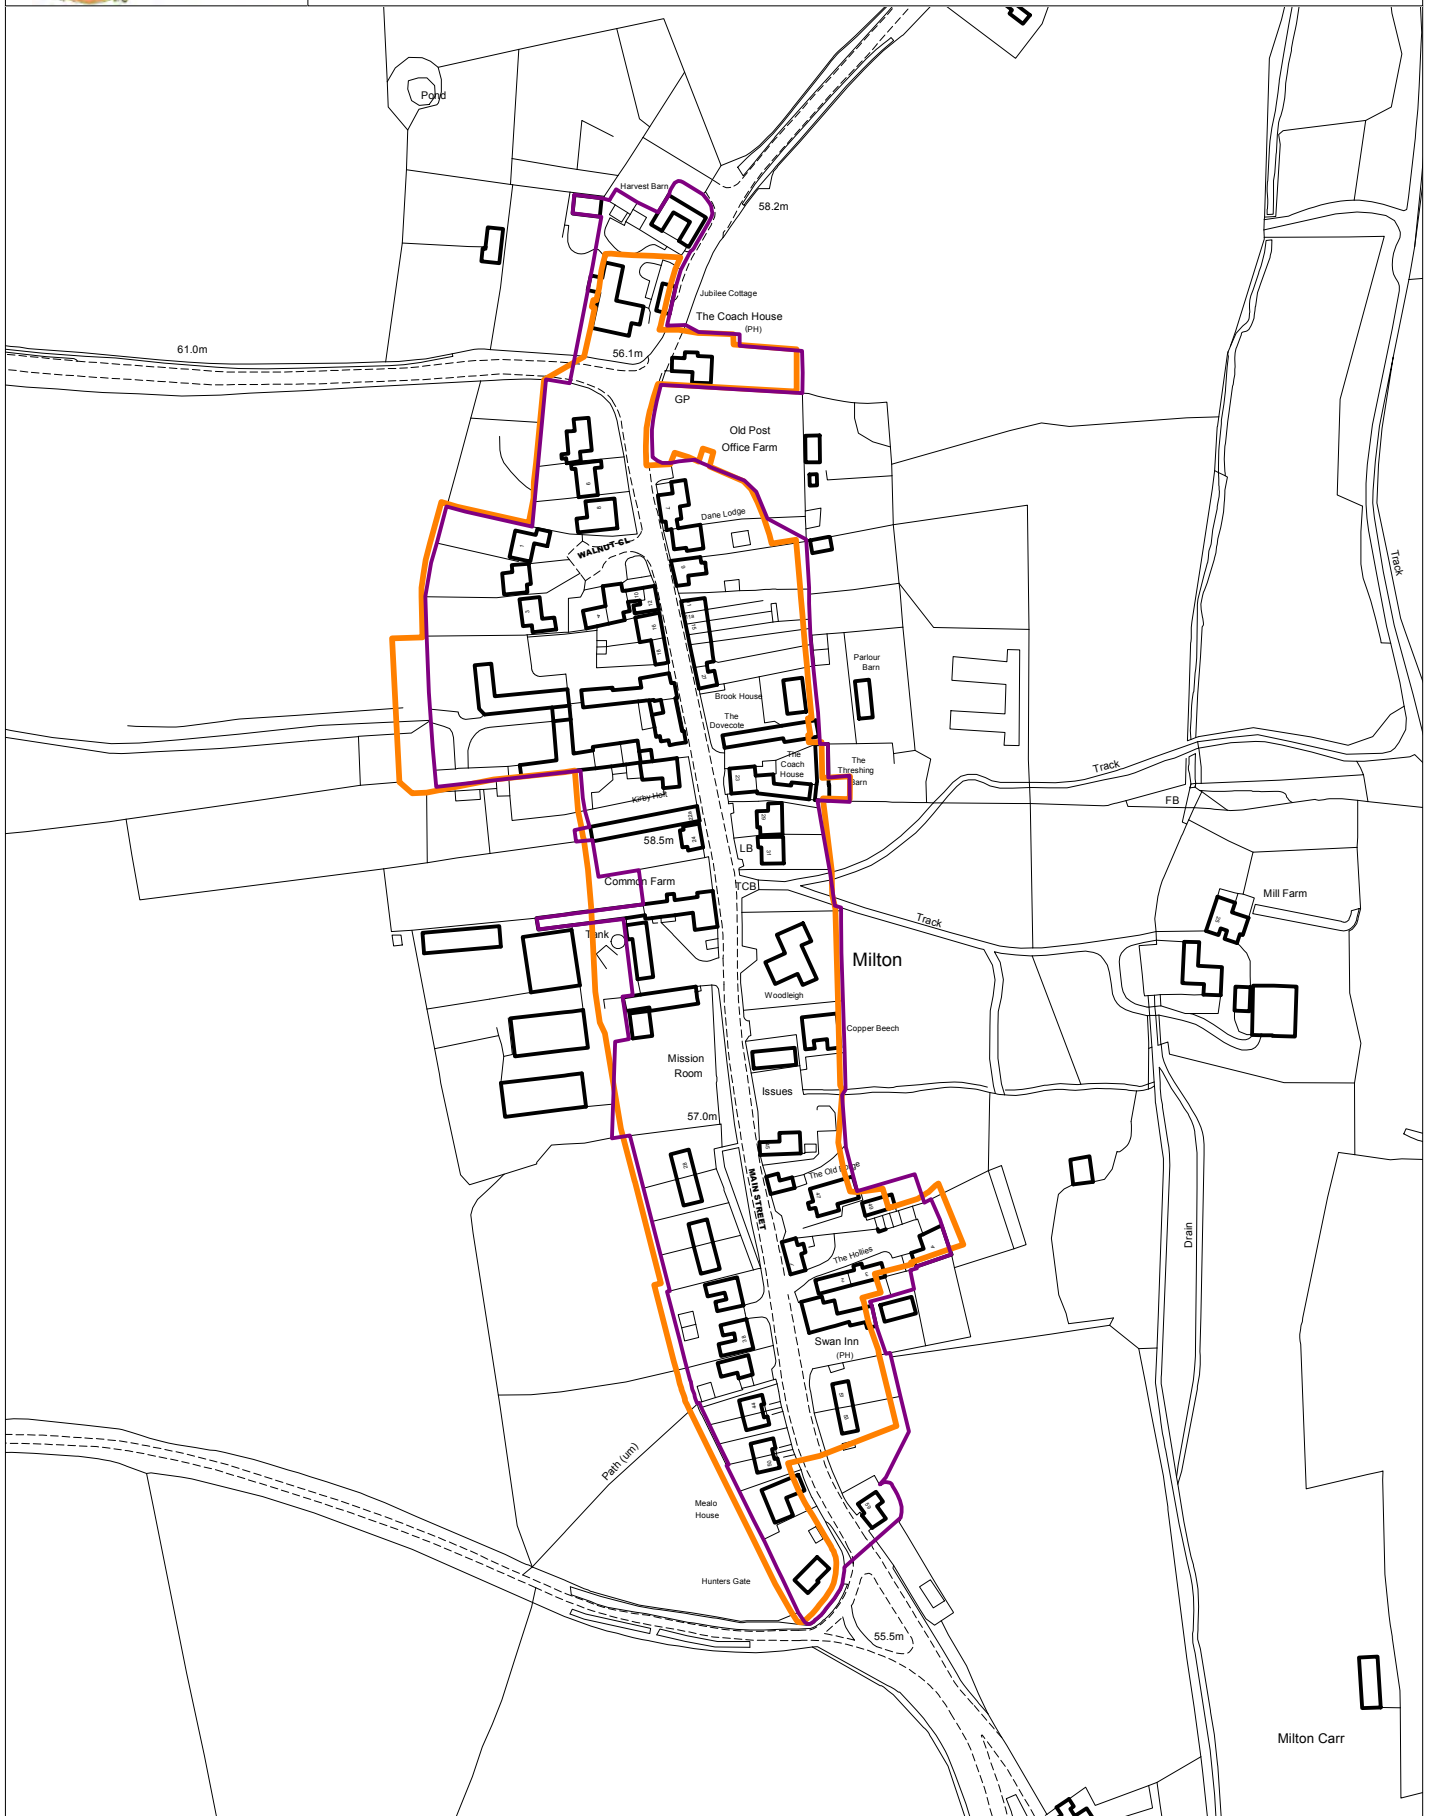 Pond
Harvest Barn
58.2m
Jubilee Cottage
The Coach House
(PH)
61.0m
56.1m
GP
Old Post
Office Farm
Dane Lodge
WALNUT CL
Track
Parlour
Barn
Brook House
The
Dovecote
The
Coach
House
The
Threshing
Barn
Track
FB
Kirby Holt
58.5m
LB
TCB
Common Farm
Mill Farm
Track
Tank
Milton
Woodleigh
Copper Beech
Mission
Room
Issues
57.0m
MAIN STREET
The Old Forge
47
Drain
The Hollies
Swan Inn
(PH)
Path (um)
Mealo
House
Hunters Gate
55.5m
Milton Carr